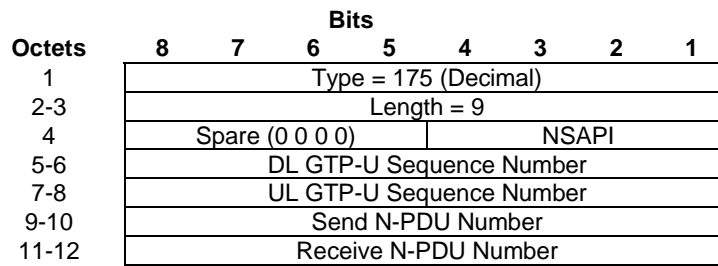 Bits
Octets 8 7 6 5 4 3 2 1
1 Type = 175 (Decimal)
2-3 Length = 9
4 Spare (0 0 0 0) NSAPI
5-6 DL GTP-U Sequence Number
7-8 UL GTP-U Sequence Number
9-10 Send N-PDU Number
11-12 Receive N-PDU Number